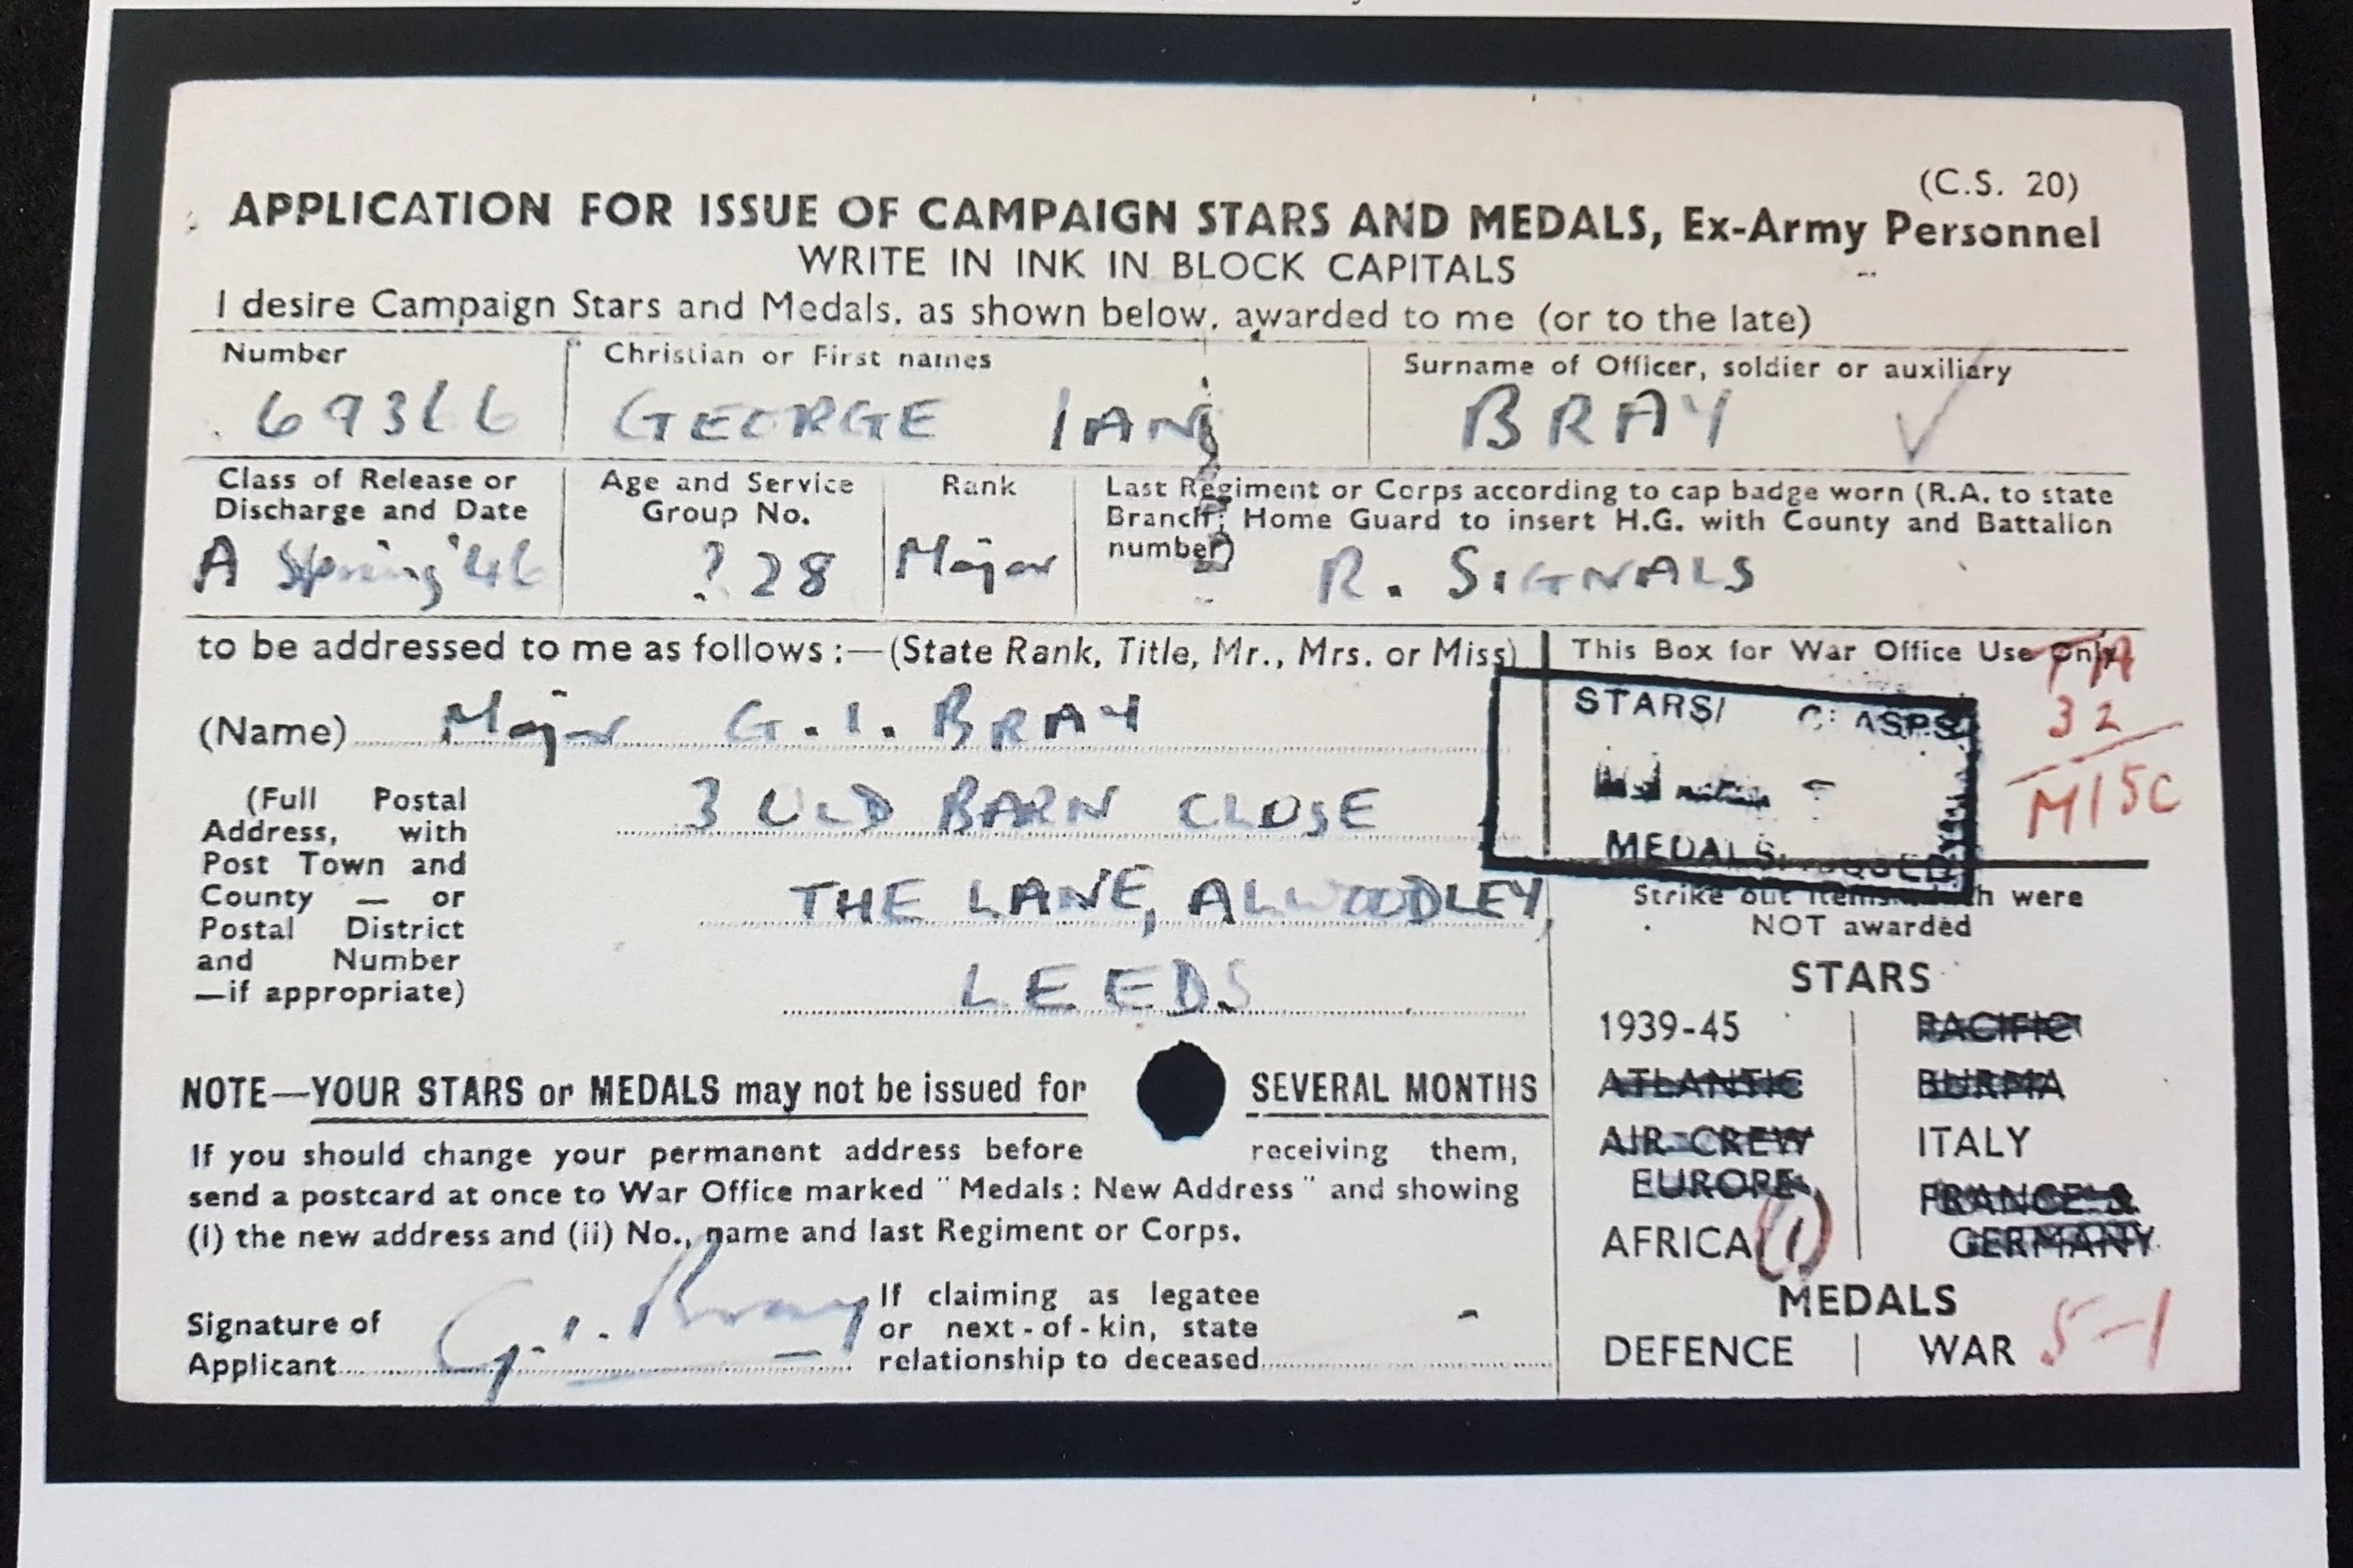 (C.S. 20)
APPLICATION FOR ISSUE OF CAMPAIGN STARS AND MEDALS, Ex-Army Personnel
WRITE IN INK IN BLOCK CAPITALS
I desire Campaign Stars and Medals, as shown below, awarded to me (or to the late)
Number Christian or First names Surname of Officer, soldier or auxiliary
69366 GEORGE IAN BRAY
Class of Release or Discharge and Date
A Spring '46
Age and Service Group No.
? 28
Rank
Major
Last Regiment or Corps according to cap badge worn (R.A. to state
Branch; Home Guard to insert H.G. with County and Battalion
number)
R. SIGNALS
to be addressed to me as follows:—(State Rank, Title, Mr., Mrs. or Miss)
(Name) Major G. I. BRAY
(Full Postal
Address, with
Post Town and
County — or
Postal District
and Number
—if appropriate)
3 OLD BARN CLOSE
THE LANE, ALWOODLEY,
LEEDS
NOTE—YOUR STARS or MEDALS may not be issued for SEVERAL MONTHS
If you should change your permanent address before receiving them,
send a postcard at once to War Office marked "Medals: New Address" and showing
(i) the new address and (ii) No., name and last Regiment or Corps.
Signature of
Applicant G. I. Bray
If claiming as legatee
or next-of-kin, state
relationship to deceased
This Box for War Office Use Only
STARS/ CLASPS
MEDALS ISSUED
32
MISC
Strike out items which were
NOT awarded
STARS
1939-45 PACIFIC
ATLANTIC BURMA
AIR-CREW ITALY
EUROPE FRANCE &
AFRICA (1) GERMANY
MEDALS
DEFENCE WAR 5-1